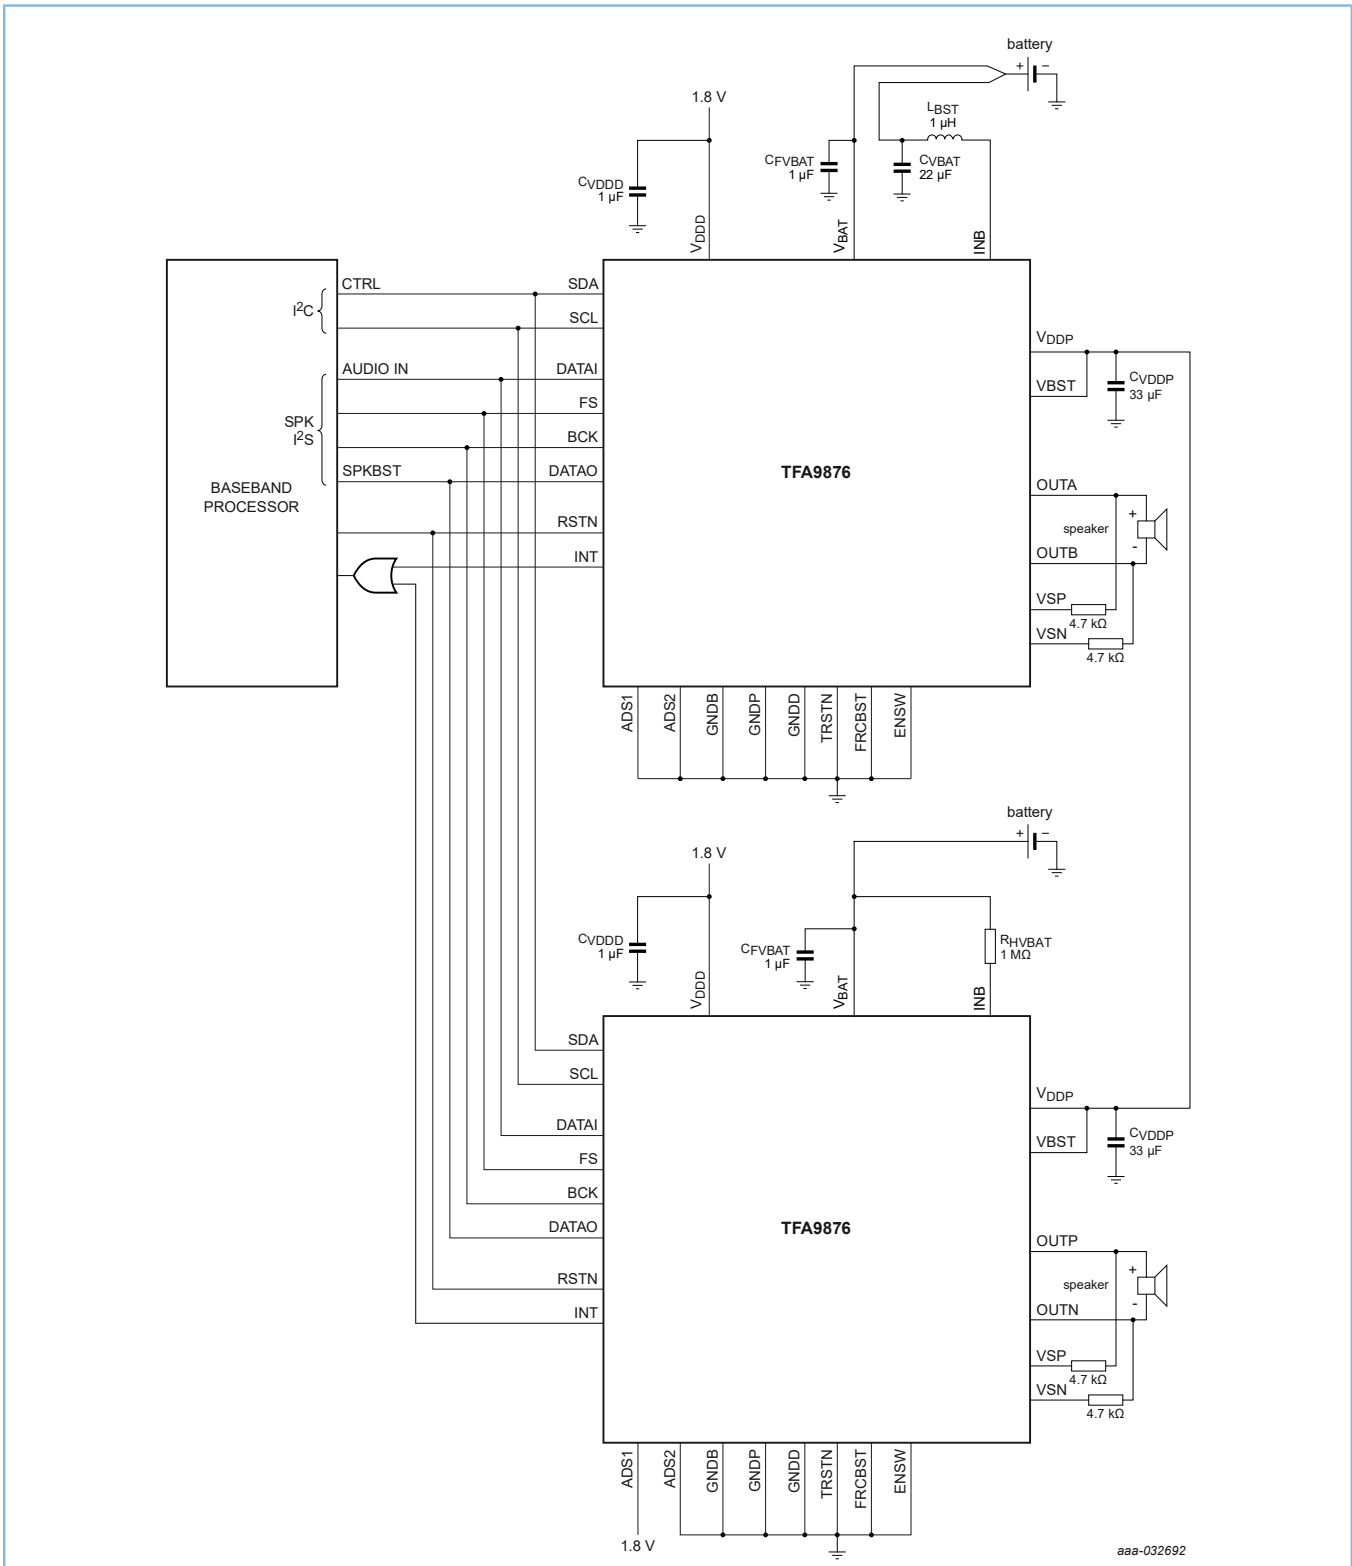 battery
+ −
1.8 V
LBST
1 µH
CFVBAT
1 µF
CVBAT
22 µF
CVDDD
1 µF
VDDD
VBAT
INB
BASEBAND
PROCESSOR
I²C
CTRL
SPK
I²S
AUDIO IN
SPKBST
SDA
SCL
DATAI
FS
BCK
DATAO
RSTN
INT
TFA9876
VDDP
VBST
CVDDP
33 µF
OUTA
speaker
+
-
OUTB
VSP
4.7 kΩ
VSN
4.7 kΩ
ADS1
ADS2
GNDB
GNDP
GNDD
TRSTN
FRCBST
ENSW
battery
+ −
1.8 V
CVDDD
1 µF
CFVBAT
1 µF
RHVBAT
1 MΩ
VDDD
VBAT
INB
SDA
SCL
DATAI
FS
BCK
DATAO
RSTN
INT
TFA9876
VDDP
VBST
CVDDP
33 µF
OUTP
speaker
+
-
OUTN
VSP
4.7 kΩ
VSN
4.7 kΩ
ADS1
ADS2
GNDB
GNDP
GNDD
TRSTN
FRCBST
ENSW
1.8 V
aaa-032692